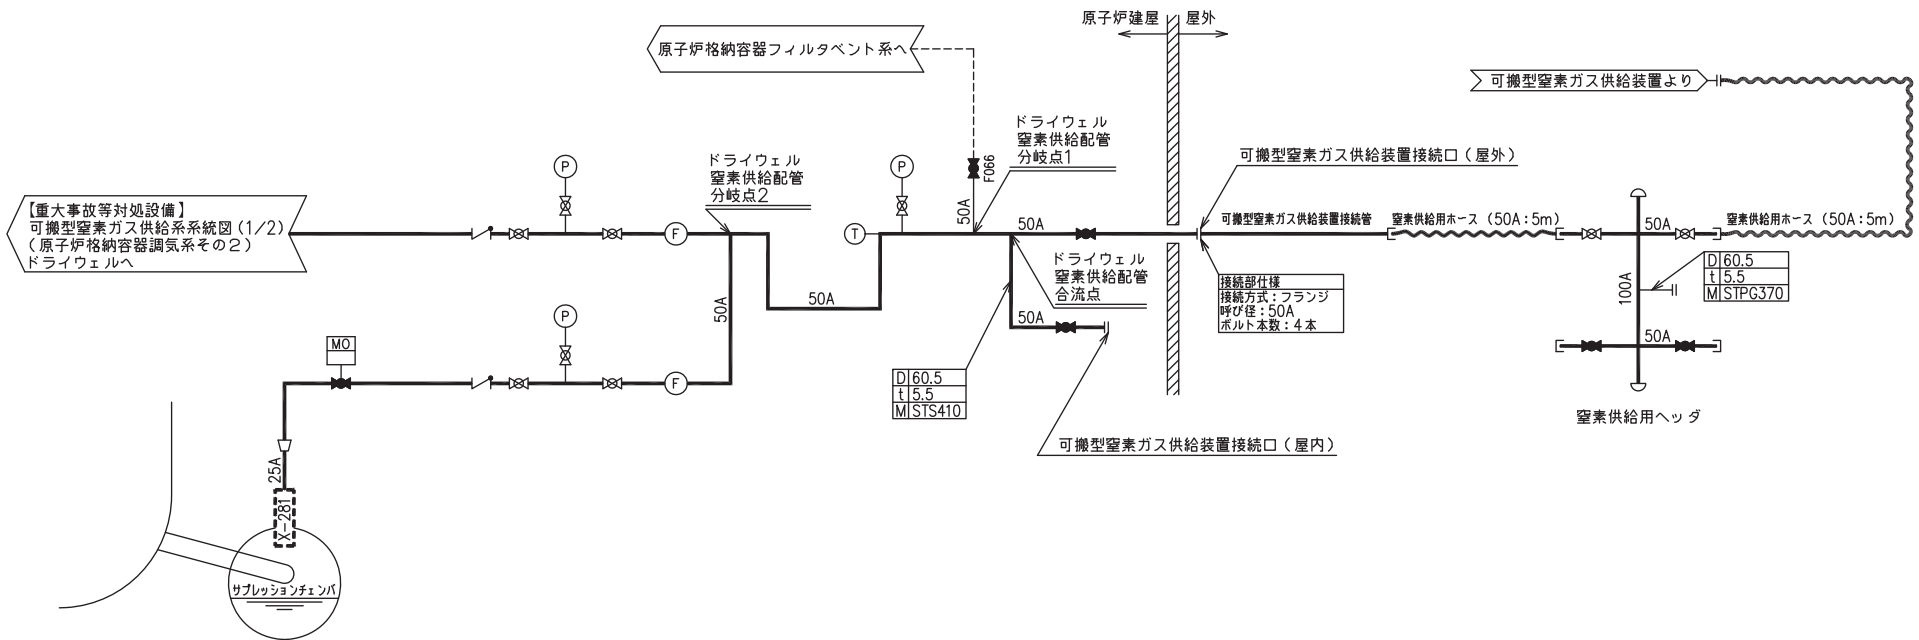 原子炉建屋
屋外
原子炉格納容器フィルタベント系へ
可搬型窒素ガス供給装置より
ドライウェル
窒素供給配管
分岐点1
F066
50A
P
P
ドライウェル
窒素供給配管
分岐点2
可搬型窒素ガス供給装置接続口（屋外）
【重大事故等対処設備】
可搬型窒素ガス供給系系統図（1/2）
（原子炉格納容器調気系その２）
ドライウェルへ
F
T
50A
可搬型窒素ガス供給装置接続管
窒素供給用ホース（50A：5m）
50A
窒素供給用ホース（50A：5m）
ドライウェル
窒素供給配管
合流点
D 60.5
t 5.5
M STPG370
接続部仕様
接続方式：フランジ
呼び径：50A
ボルト本数：４本
100A
50A
50A
50A
P
50A
MO
F
D 60.5
t 5.5
M STS410
窒素供給用ヘッダ
可搬型窒素ガス供給装置接続口（屋内）
25A
X-281
サプレッションチェンバ